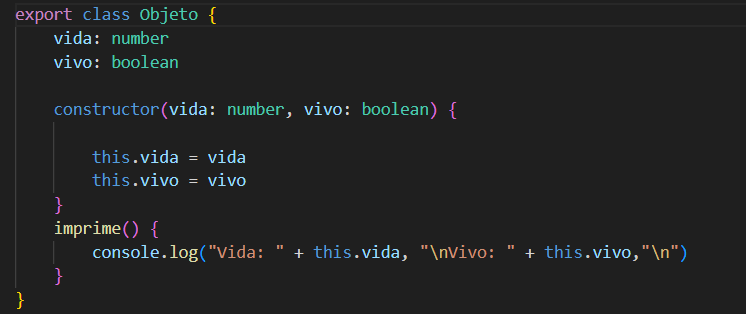 export class Objeto {
    vida: number
    vivo: boolean

    constructor(vida: number, vivo: boolean) {

        this.vida = vida
        this.vivo = vivo
    }
    imprime() {
        console.log("Vida: " + this.vida, "\nVivo: " + this.vivo,"\n")
    }
}